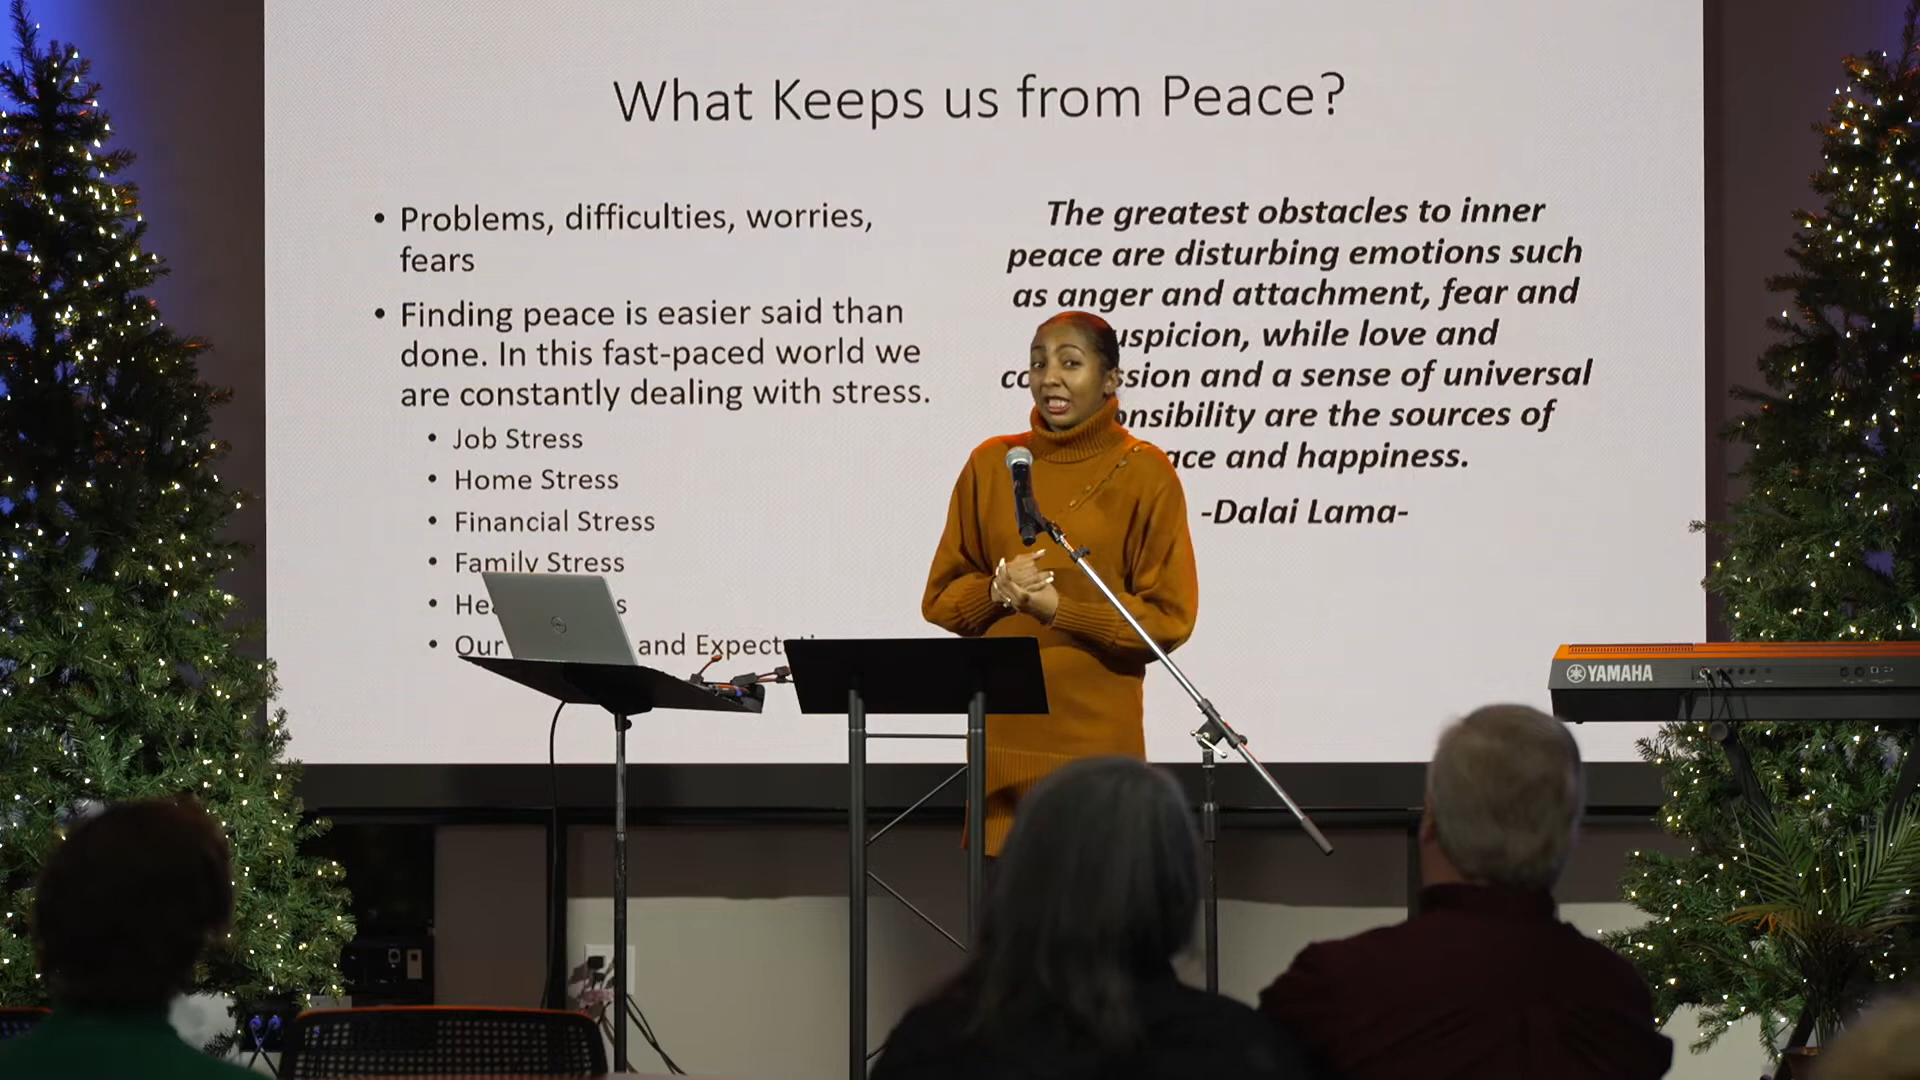 What Keeps us from Peace?
• Problems, difficulties, worries,
fears
• Finding peace is easier said than
done. In this fast-paced world we
are constantly dealing with stress.
• Job Stress
• Home Stress
• Financial Stress
• Family Stress
• Our and
The greatest obstacles to inner
peace are disturbing emotions such
as anger and attachment, fear and
while love and
and a sense of universal
are the sources of
and happiness.
-Dalai Lama-
DELL
YAMAHA